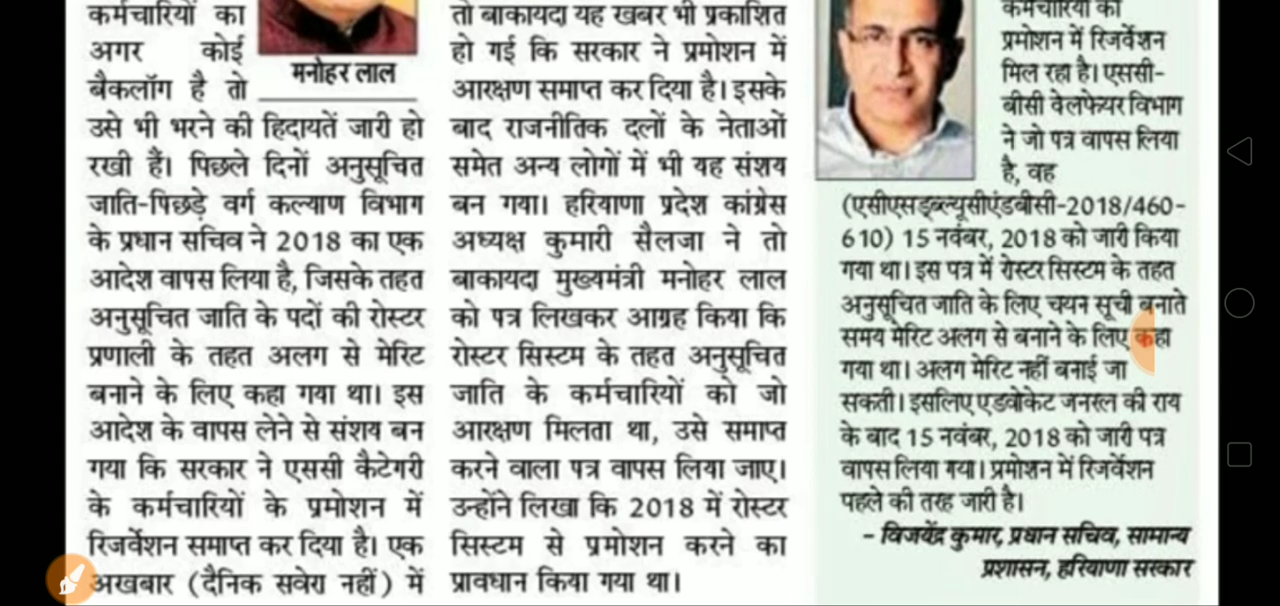 कर्मचारियों का
अगर कोई
बैकलॉग है तो
मनोहर लाल
उसे भी भरने की हिदायतें जारी हो
रखी हैं। पिछले दिनों अनुसूचित
जाति-पिछड़े वर्ग कल्याण विभाग
के प्रधान सचिव ने 2018 का एक
आदेश वापस लिया है, जिसके तहत
अनुसूचित जाति के पदों की रोस्टर
प्रणाली के तहत अलग से मेरिट
बनाने के लिए कहा गया था। इस
आदेश के वापस लेने से संशय बन
गया कि सरकार ने एससी कैटेगरी
के कर्मचारियों के प्रमोशन में
रिजर्वेशन समाप्त कर दिया है। एक
अखबार (दैनिक सवेरा नहीं) में
तो बाकायदा यह खबर भी प्रकाशित
हो गई कि सरकार ने प्रमोशन में
आरक्षण समाप्त कर दिया है। इसके
बाद राजनीतिक दलों के नेताओं
समेत अन्य लोगों में भी यह संशय
बन गया। हरियाणा प्रदेश कांग्रेस
अध्यक्ष कुमारी सैलजा ने तो
बाकायदा मुख्यमंत्री मनोहर लाल
को पत्र लिखकर आग्रह किया कि
रोस्टर सिस्टम के तहत अनुसूचित
जाति के कर्मचारियों को जो
आरक्षण मिलता था, उसे समाप्त
करने वाला पत्र वापस लिया जाए।
उन्होंने लिखा कि 2018 में रोस्टर
सिस्टम से प्रमोशन करने का
प्रावधान किया गया था।
कर्मचारियों को
प्रमोशन में रिजर्वेशन
मिल रहा है। एससी-
बीसी वेलफेयर विभाग
ने जो पत्र वापस लिया
है, वह
(एसीएसडब्ल्यूसीएंडबीसी-2018/460-
610) 15 नवंबर, 2018 को जारी किया
गया था। इस पत्र में रोस्टर सिस्टम के तहत
अनुसूचित जाति के लिए चयन सूची बनाते
समय मेरिट अलग से बनाने के लिए कहा
गया था। अलग मेरिट नहीं बनाई जा
सकती। इसलिए एडवोकेट जनरल की राय
के बाद 15 नवंबर, 2018 को जारी पत्र
वापस लिया गया। प्रमोशन में रिजर्वेशन
पहले की तरह जारी है।
- विजयेंद्र कुमार, प्रधान सचिव, सामान्य
प्रशासन, हरियाणा सरकार